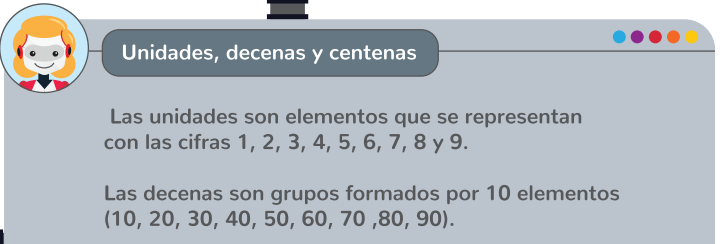 Unidades, decenas y centenas
Las unidades son elementos que se representan
con las cifras 1, 2, 3, 4, 5, 6, 7, 8 y 9.
Las decenas son grupos formados por 10 elementos
(10, 20, 30, 40, 50, 60, 70 ,80, 90).